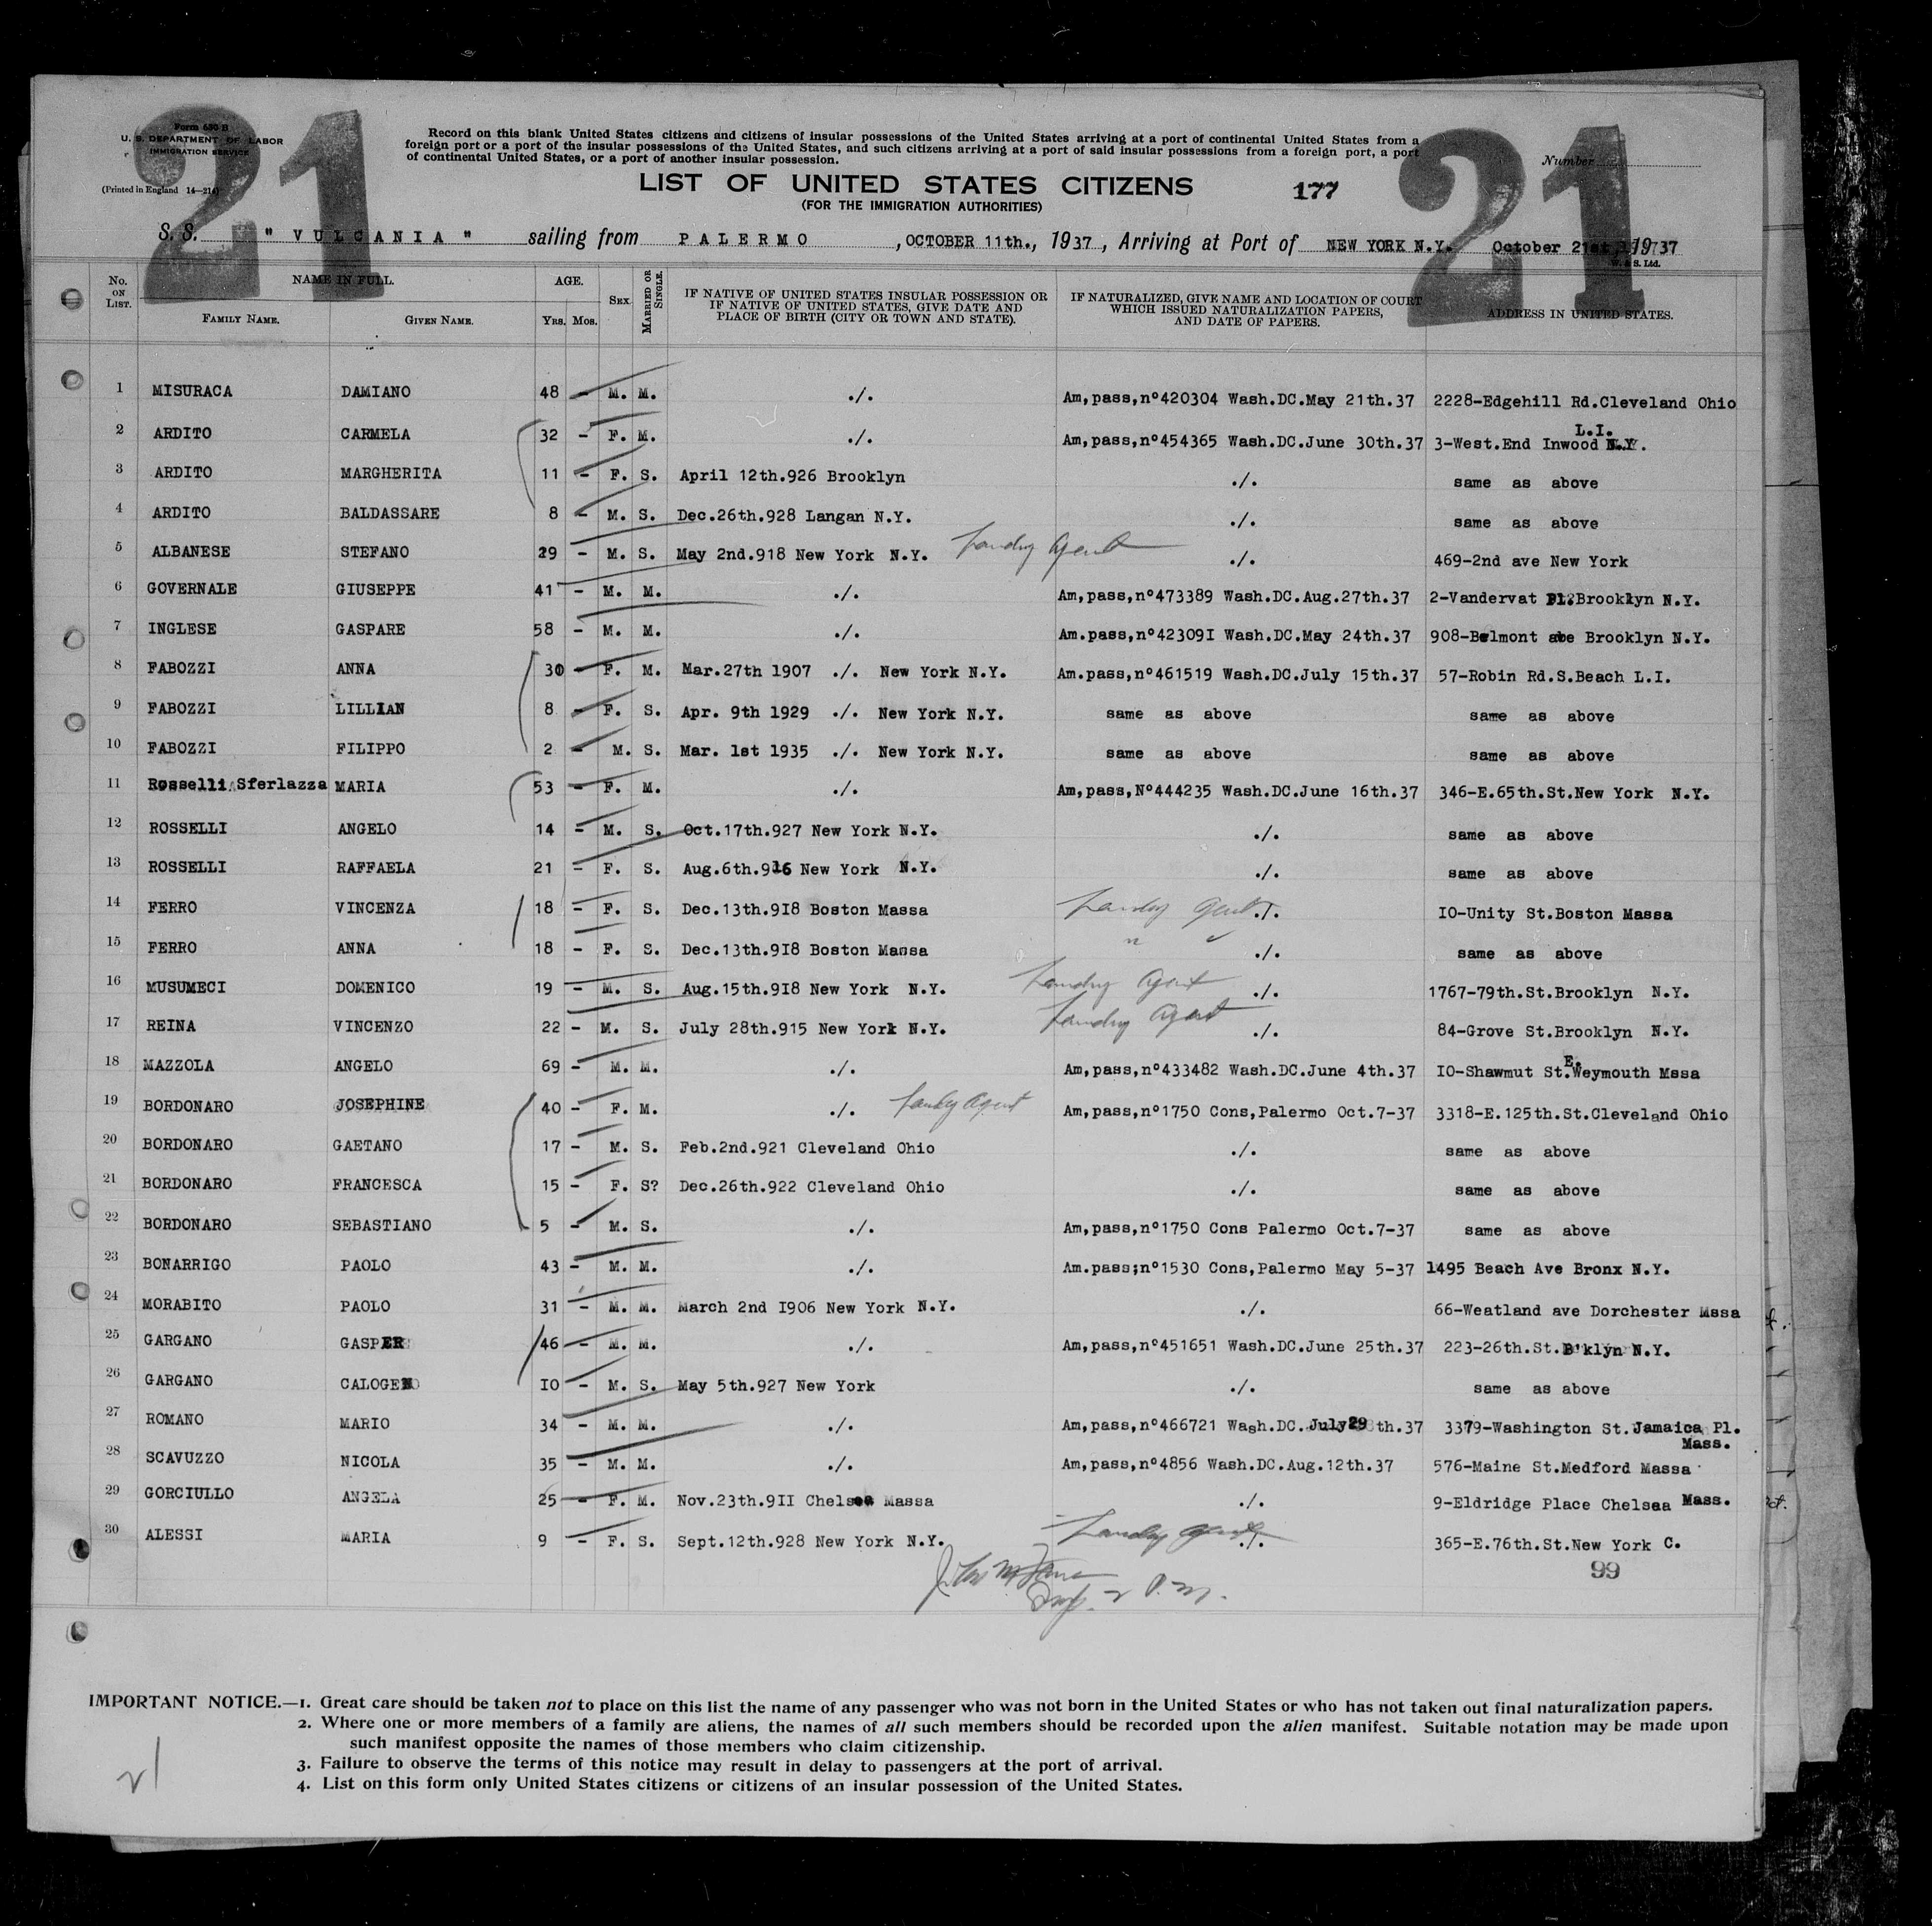 21
21
Form 630 B
U. S. DEPARTMENT OF LABOR
IMMIGRATION SERVICE
(Printed in England 14—214)
Record on this blank United States citizens and citizens of insular possessions of the United States arriving at a port of continental United States from a
foreign port or a port of the insular possessions of the United States, and such citizens arriving at a port of said insular possessions from a foreign port, a port
of continental United States, or a port of another insular possession.
Number
LIST OF UNITED STATES CITIZENS 177
(FOR THE IMMIGRATION AUTHORITIES)
S. S. " VULCANIA " sailing from PALERMO , OCTOBER 11th., 1937 , Arriving at Port of NEW YORK N.Y. October 21st, 1937
W. & S. Ltd.
No. ON LIST. NAME IN FULL. FAMILY NAME. GIVEN NAME. AGE. Yrs. Mos. SEX MARRIED OR SINGLE. IF NATIVE OF UNITED STATES INSULAR POSSESSION OR IF NATIVE OF UNITED STATES, GIVE DATE AND PLACE OF BIRTH (CITY OR TOWN AND STATE). IF NATURALIZED, GIVE NAME AND LOCATION OF COURT WHICH ISSUED NATURALIZATION PAPERS, AND DATE OF PAPERS. ADDRESS IN UNITED STATES.
1 MISURACA DAMIANO 48 - M. M. ./. Am,pass,nº420304 Wash.DC.May 21th.37 2228-Edgehill Rd.Cleveland Ohio
2 ARDITO CARMELA 32 - F. M. ./. Am,pass,nº454365 Wash.DC.June 30th.37 3-West.End Inwood L.I. N.Y.
3 ARDITO MARGHERITA 11 - F. S. April 12th.926 Brooklyn ./. same as above
4 ARDITO BALDASSARE 8 - M. S. Dec.26th.928 Langan N.Y. ./. same as above
5 ALBANESE STEFANO 29 - M. S. May 2nd.918 New York N.Y. ./. 469-2nd ave New York
6 GOVERNALE GIUSEPPE 41 - M. M. ./. Am,pass,nº473389 Wash.DC.Aug.27th.37 2-Vandervat Pl.Brooklyn N.Y.
7 INGLESE GASPARE 58 - M. M. ./. Am.pass,nº42309I Wash.DC.May 24th.37 908-Belmont ave Brooklyn N.Y.
8 FABOZZI ANNA 30 - F. M. Mar.27th 1907 ./. New York N.Y. Am.pass,nº461519 Wash.DC.July 15th.37 57-Robin Rd.S.Beach L.I.
9 FABOZZI LILLIAN 8 - F. S. Apr. 9th 1929 ./. New York N.Y. same as above same as above
10 FABOZZI FILIPPO 2 - M. S. Mar. 1st 1935 ./. New York N.Y. same as above same as above
11 Rosselli Sferlazza MARIA 53 - F. M. ./. Am,pass,Nº444235 Wash.DC.June 16th.37 346-E.65th.St.New York N.Y.
12 ROSSELLI ANGELO 14 - M. S. Oct.17th.927 New York N.Y. ./. same as above
13 ROSSELLI RAFFAELA 21 - F. S. Aug.6th.916 New York N.Y. ./. same as above
14 FERRO VINCENZA 18 - F. S. Dec.13th.9I8 Boston Massa ./. IO-Unity St.Boston Massa
15 FERRO ANNA 18 - F. S. Dec.13th.9I8 Boston Massa ./. same as above
16 MUSUMECI DOMENICO 19 - M. S. Aug.15th.9I8 New York N.Y. ./. 1767-79th.St.Brooklyn N.Y.
17 REINA VINCENZO 22 - M. S. July 28th.915 New York N.Y. ./. 84-Grove St.Brooklyn N.Y.
18 MAZZOLA ANGELO 69 - M. M. ./. Am,pass,nº433482 Wash.DC.June 4th.37 IO-Shawmut St.E.Weymouth Mssa
19 BORDONARO JOSEPHINE 40 - F. M. ./. Am,pass,nº1750 Cons,Palermo Oct.7-37 3318-E.125th.St.Cleveland Ohio
20 BORDONARO GAETANO 17 - M. S. Feb.2nd.921 Cleveland Ohio ./. same as above
21 BORDONARO FRANCESCA 15 - F. S? Dec.26th.922 Cleveland Ohio ./. same as above
22 BORDONARO SEBASTIANO 5 - M. S. ./. Am,pass,nº1750 Cons Palermo Oct.7-37 same as above
23 BONARRIGO PAOLO 43 - M. M. ./. Am.pass;nº1530 Cons,Palermo May 5-37 1495 Beach Ave Bronx N.Y.
24 MORABITO PAOLO 31 - M. M. March 2nd I906 New York N.Y. ./. 66-Weatland ave Dorchester Mssa
25 GARGANO GASPER 46 - M. M. ./. Am,pass,nº451651 Wash.DC.June 25th.37 223-26th.St.B'klyn N.Y.
26 GARGANO CALOGEN 10 - M. S. May 5th.927 New York ./. same as above
27 ROMANO MARIO 34 - M. M. ./. Am,pass,nº466721 Wash.DC.July 29th.37 3379-Washington St.Jamaica Pl. Mass.
28 SCAVUZZO NICOLA 35 - M. M. ./. Am,pass,nº4856 Wash.DC.Aug.12th.37 576-Maine St.Medford Massa
29 GORCIULLO ANGELA 25 - F. M. Nov.23th.9II Chelsea Massa ./. 9-Eldridge Place Chelsea Mass.
30 ALESSI MARIA 9 - F. S. Sept.12th.928 New York N.Y. ./. 365-E.76th.St.New York C.
99
IMPORTANT NOTICE.—1. Great care should be taken not to place on this list the name of any passenger who was not born in the United States or who has not taken out final naturalization papers.
2. Where one or more members of a family are aliens, the names of all such members should be recorded upon the alien manifest. Suitable notation may be made upon
such manifest opposite the names of those members who claim citizenship.
3. Failure to observe the terms of this notice may result in delay to passengers at the port of arrival.
4. List on this form only United States citizens or citizens of an insular possession of the United States.
21